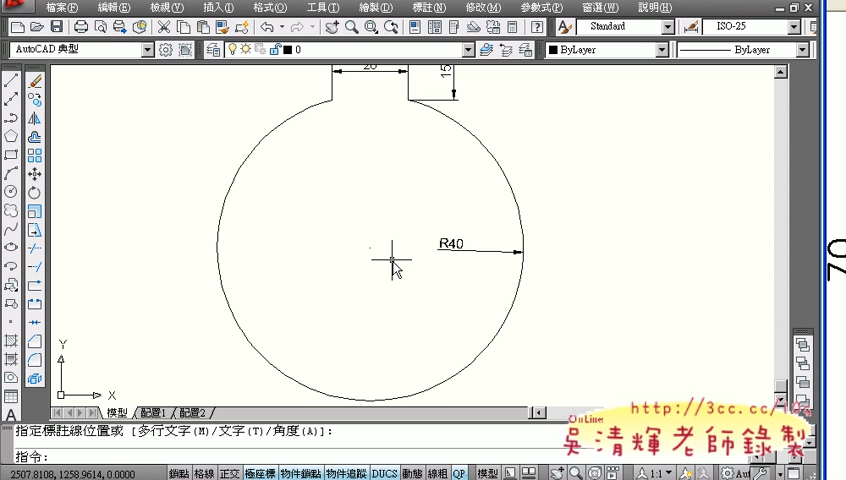 檔案(F) 編輯(E) 檢視(V) 插入(I) 格式(O) 工具(T) 繪製(D) 標註(N) 修改(M) 參數式(P) 視窗(W) 說明(H)
Standard ISO-25
AutoCAD 典型 0 ByLayer ByLayer
20
15
R40
70
Y
X
模型 配置1 配置2
http://3cc.cc/10q
OnLine
吳清輝老師錄製
指定標註線位置或 [多行文字(M)/文字(T)/角度(A)]:
指令:
2507.8108, 1258.9614, 0.0000 鎖點 格線 正交 極座標 物件鎖點 物件追蹤 DUCS 動態 線粗 QP 模型 1:1 Aut